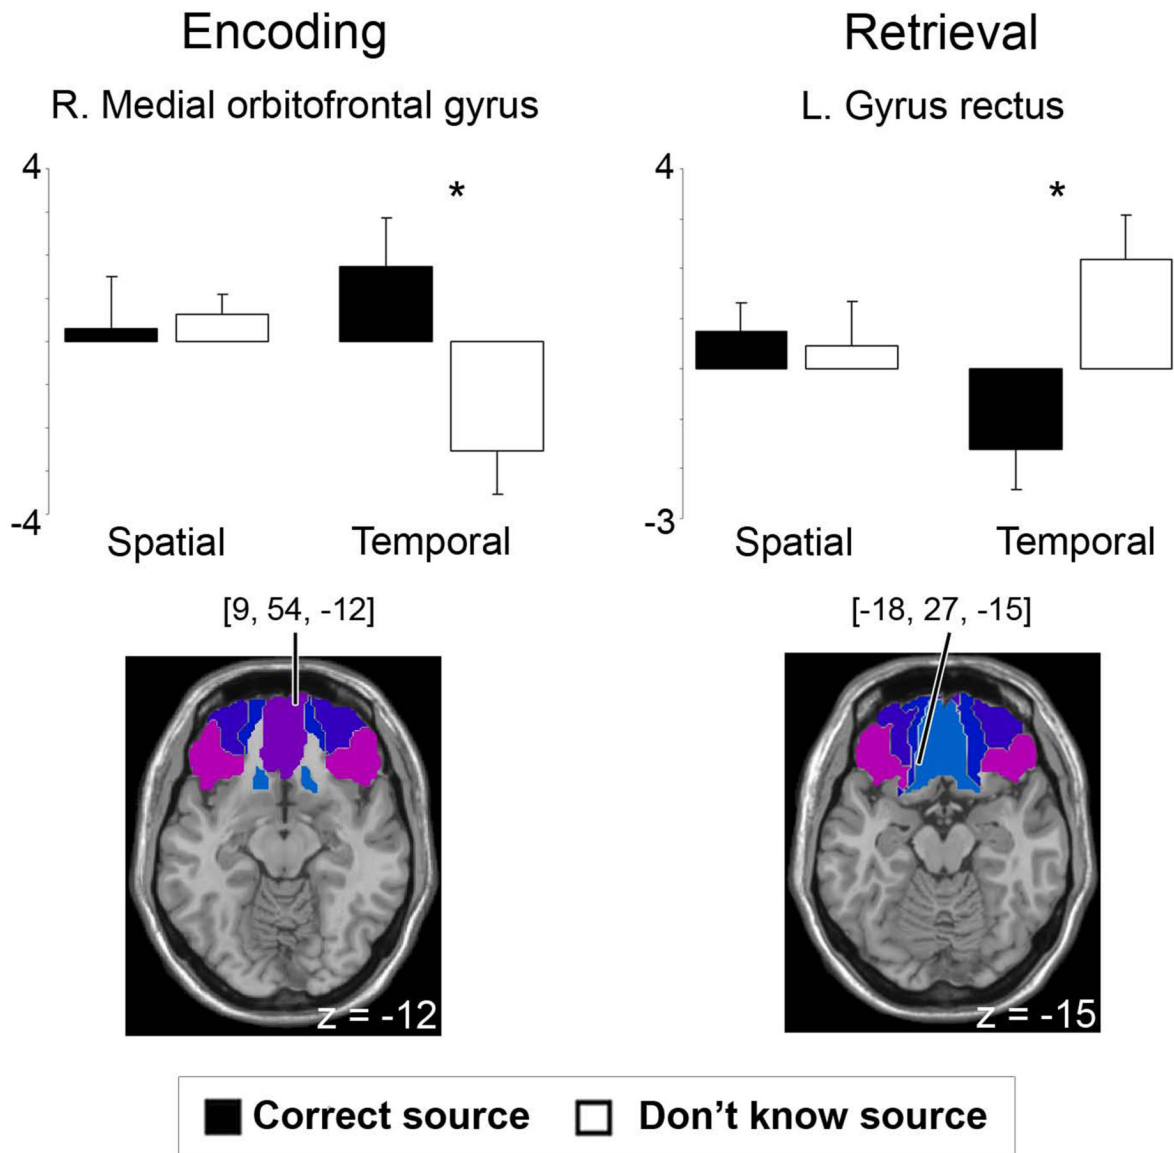 Encoding
R. Medial orbitofrontal gyrus
4
*
-4
Spatial
Temporal
[9, 54, -12]
z = -12
Retrieval
L. Gyrus rectus
4
*
-3
Spatial
Temporal
[-18, 27, -15]
z = -15
Correct source
Don't know source